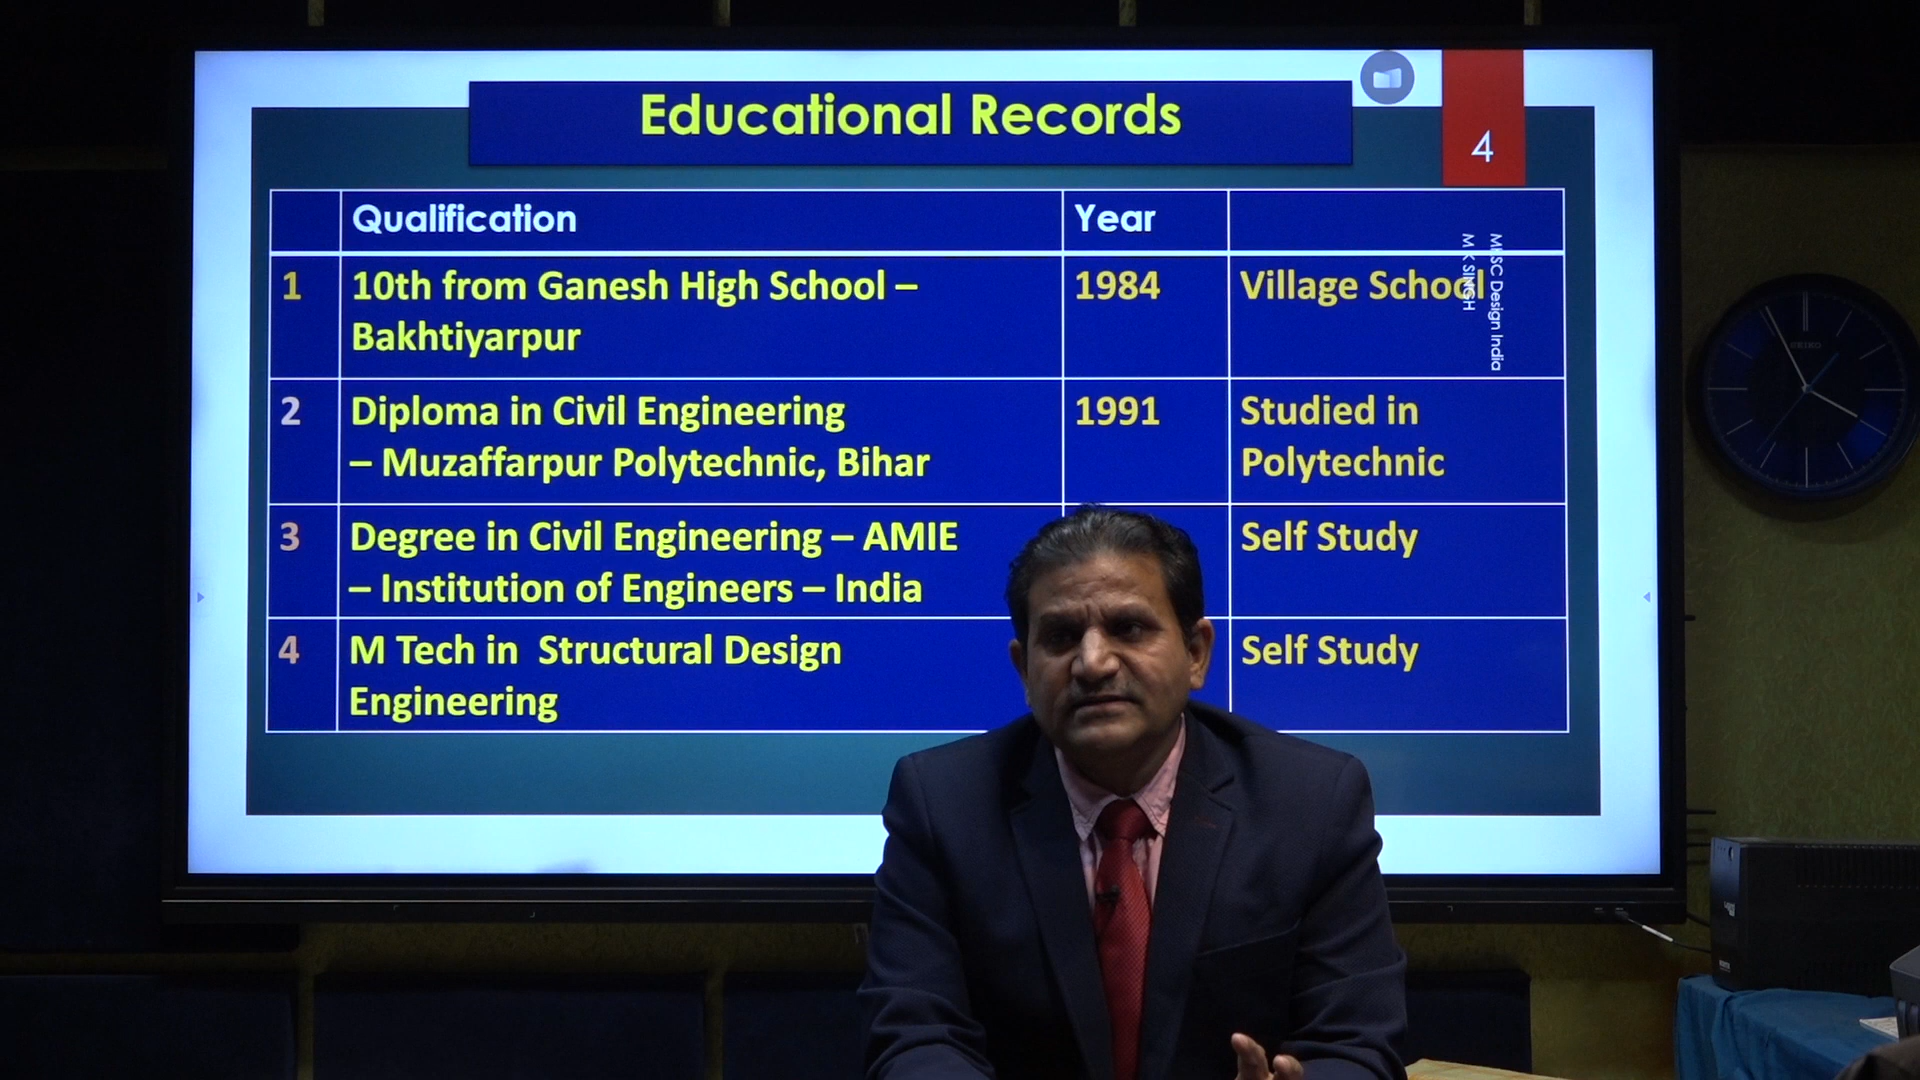 Educational Records
4
Qualification
Year
1
10th from Ganesh High School –
Bakhtiyarpur
1984
Village School
MKSC Design India
M K SINGH
2
Diploma in Civil Engineering
– Muzaffarpur Polytechnic, Bihar
1991
Studied in
Polytechnic
3
Degree in Civil Engineering – AMIE
– Institution of Engineers – India
Self Study
4
M Tech in  Structural Design
Engineering
Self Study
SEIKO